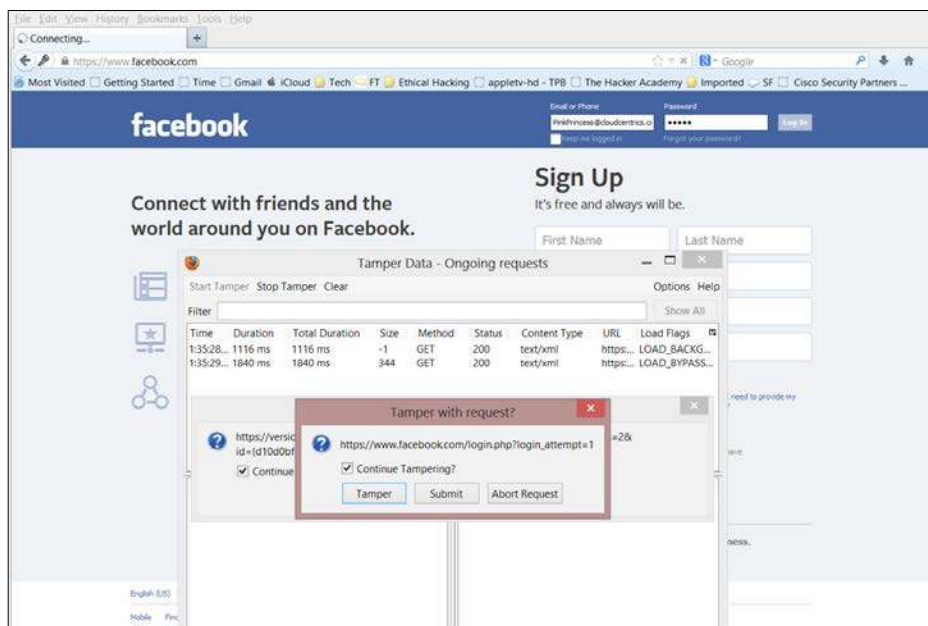 File Edit View History Bookmarks Tools Help
Connecting...
https://www.facebook.com
Google
Most Visited Getting Started Time Gmail iCloud Tech FT Ethical Hacking appletv-hd - TPB The Hacker Academy Imported SF Cisco Security Partners ...
facebook
Email or Phone Password
PinkPrincess@cloudcentrics.c Log In
Keep me logged in Forgot your password?
Connect with friends and the
world around you on Facebook.
Sign Up
It's free and always will be.
First Name Last Name
Tamper Data - Ongoing requests
Start Tamper Stop Tamper Clear Options Help
Filter Show All
Time Duration Total Duration Size Method Status Content Type URL Load Flags
1:35:28... 1116 ms 1116 ms -1 GET 200 text/xml https:... LOAD_BACKG...
1:35:29... 1840 ms 1840 ms 344 GET 200 text/xml https:... LOAD_BYPASS...
need to provide my
Tamper with request?
https://versio =2&
id={d10d0bf
Continue
https://www.facebook.com/login.php?login_attempt=1
Continue Tampering?
Tamper Submit Abort Request
ness.
English (US)
Mobile